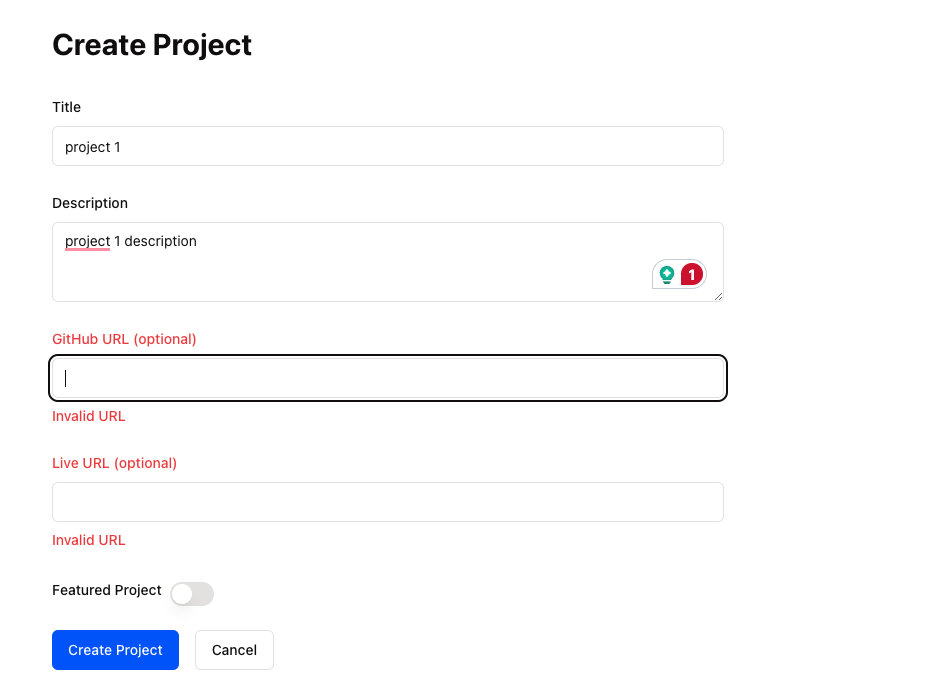 Create Project
Title
project 1
Description
project 1 description
1
GitHub URL (optional)
Invalid URL
Live URL (optional)
Invalid URL
Featured Project
Create Project Cancel